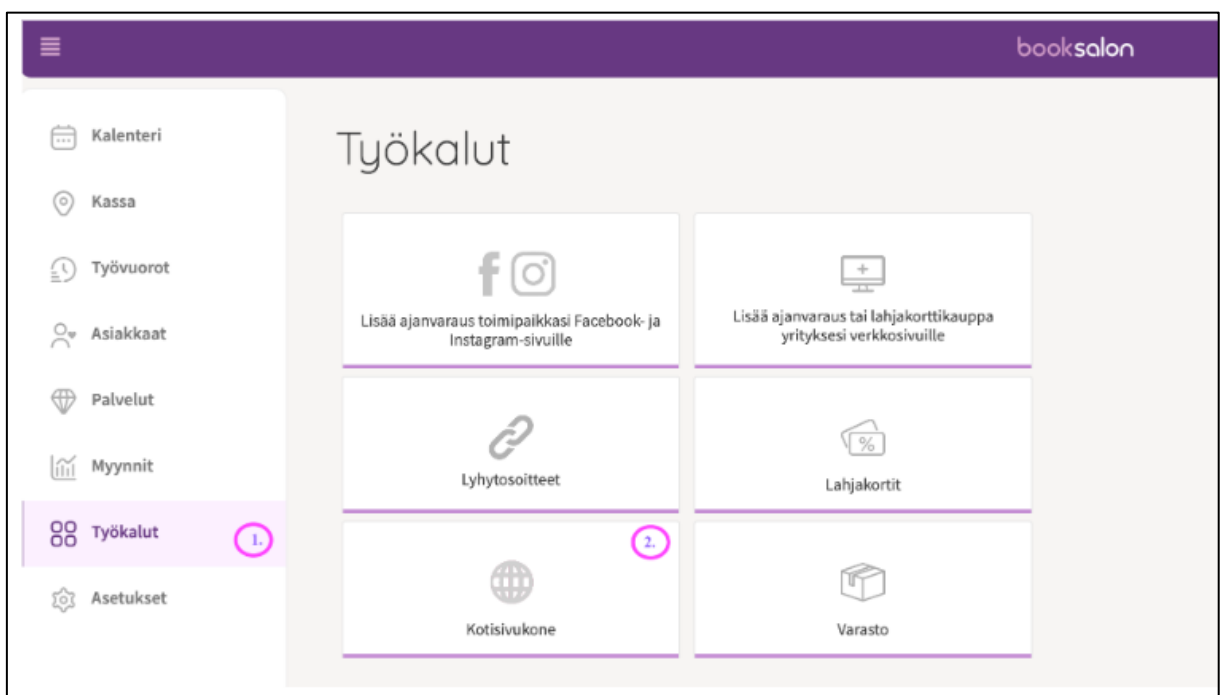 booksalon
Kalenteri
Kassa
Työvuorot
Asiakkaat
Palvelut
Myynnit
Työkalut
1.
Asetukset
Työkalut
Lisää ajanvaraus toimipaikkasi Facebook- ja
Instagram-sivuille
Lisää ajanvaraus tai lahjakorttikauppa
yrityksesi verkkosivuille
Lyhytosoitteet
%
Lahjakortit
2.
Kotisivukone
Varasto